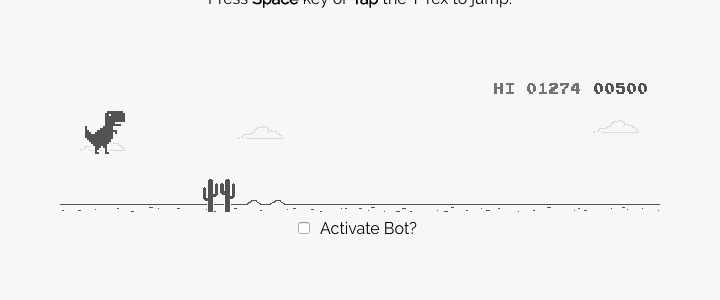 Press Space key or Tap the T-rex to jump.
HI 01274 00500
Activate Bot?